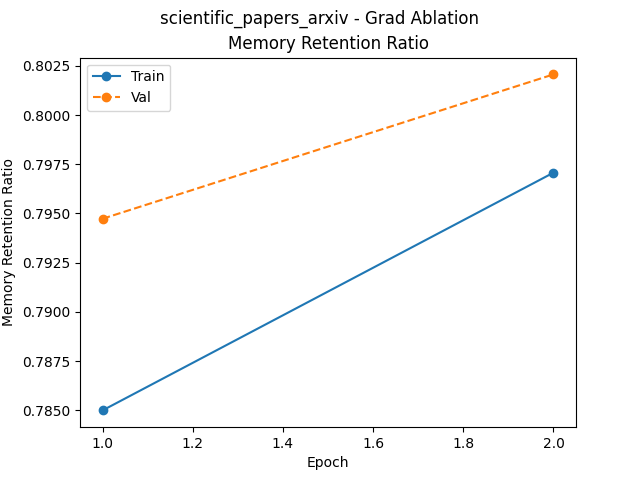 scientific_papers_arxiv - Grad Ablation
Memory Retention Ratio
Train
Val
Memory Retention Ratio
0.8025
0.8000
0.7975
0.7950
0.7925
0.7900
0.7875
0.7850
1.0
1.2
1.4
1.6
1.8
2.0
Epoch